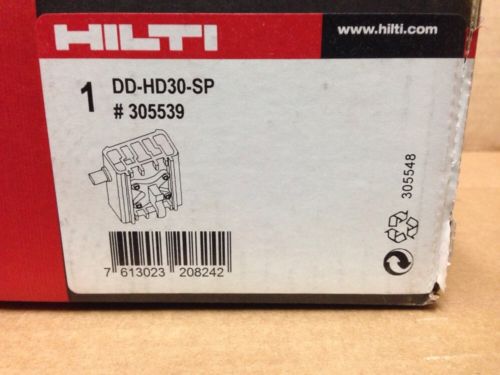 HILTI
www.hilti.com
1 DD-HD30-SP
# 305539
305548
7 613023 208242